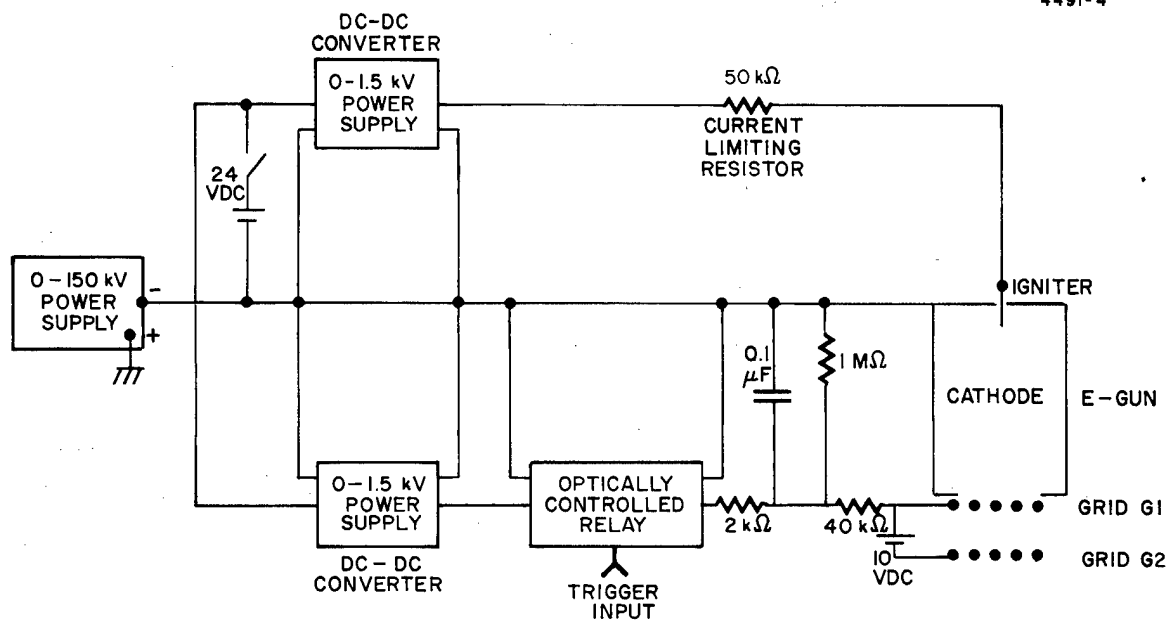 4491-4
DC-DC
CONVERTER
0-1.5 kV
POWER
SUPPLY
50 kΩ
CURRENT
LIMITING
RESISTOR
24
VDC
0-150 kV
POWER
SUPPLY
-
+
IGNITER
0.1
μF
1 MΩ
CATHODE
E-GUN
0-1.5 kV
POWER
SUPPLY
DC-DC
CONVERTER
OPTICALLY
CONTROLLED
RELAY
TRIGGER
INPUT
2 kΩ
40 kΩ
10
VDC
GRID G1
GRID G2